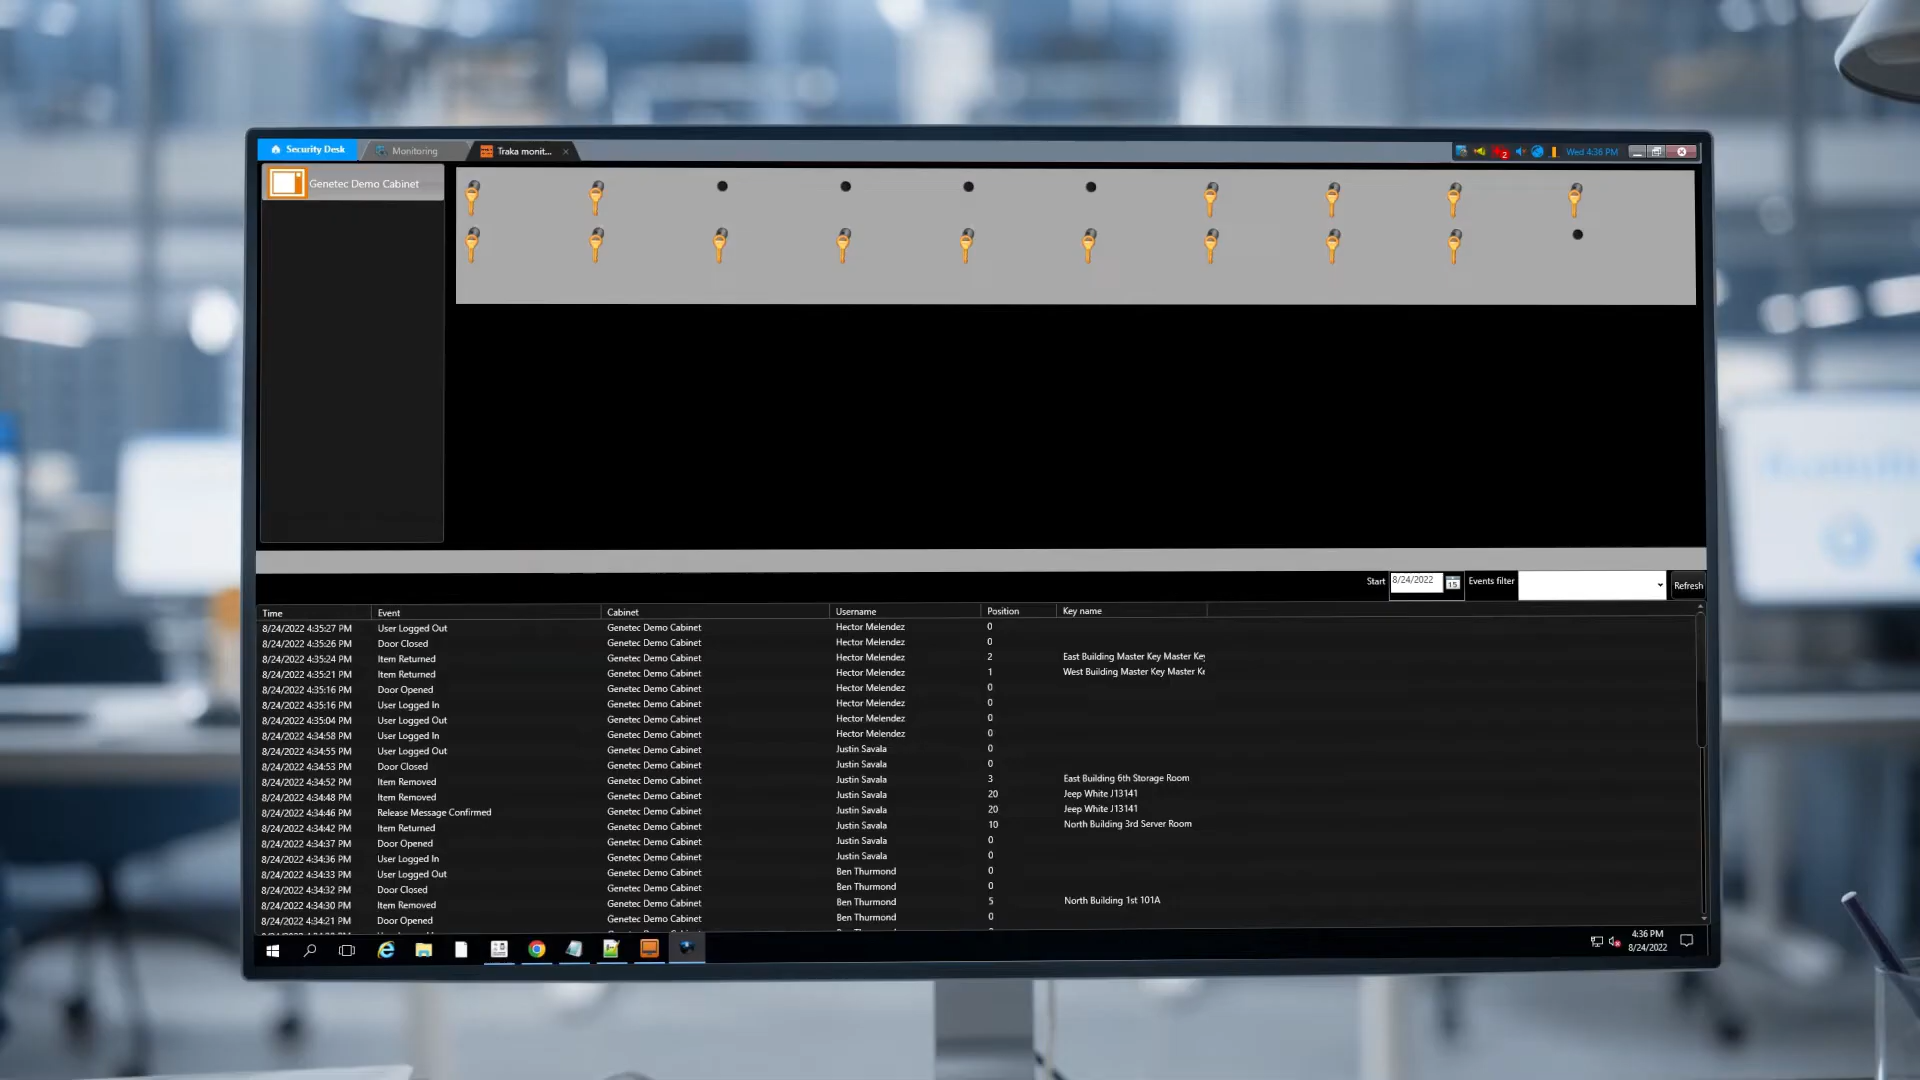 Security Desk Monitoring Traka monit... 2 Wed 4:36 PM
Genetec Demo Cabinet
Start 8/24/2022 15 Events filter Refresh
Time Event Cabinet Username Position Key name
8/24/2022 4:35:27 PM User Logged Out Genetec Demo Cabinet Hector Melendez 0
8/24/2022 4:35:26 PM Door Closed Genetec Demo Cabinet Hector Melendez 0
8/24/2022 4:35:24 PM Item Returned Genetec Demo Cabinet Hector Melendez 2 East Building Master Key Master Key
8/24/2022 4:35:21 PM Item Returned Genetec Demo Cabinet Hector Melendez 1 West Building Master Key Master Ke
8/24/2022 4:35:16 PM Door Opened Genetec Demo Cabinet Hector Melendez 0
8/24/2022 4:35:16 PM User Logged In Genetec Demo Cabinet Hector Melendez 0
8/24/2022 4:35:04 PM User Logged Out Genetec Demo Cabinet Hector Melendez 0
8/24/2022 4:34:58 PM User Logged In Genetec Demo Cabinet Hector Melendez 0
8/24/2022 4:34:55 PM User Logged Out Genetec Demo Cabinet Justin Savala 0
8/24/2022 4:34:53 PM Door Closed Genetec Demo Cabinet Justin Savala 0
8/24/2022 4:34:52 PM Item Removed Genetec Demo Cabinet Justin Savala 3 East Building 6th Storage Room
8/24/2022 4:34:48 PM Item Removed Genetec Demo Cabinet Justin Savala 20 Jeep White J13141
8/24/2022 4:34:46 PM Release Message Confirmed Genetec Demo Cabinet Justin Savala 20 Jeep White J13141
8/24/2022 4:34:42 PM Item Returned Genetec Demo Cabinet Justin Savala 10 North Building 3rd Server Room
8/24/2022 4:34:37 PM Door Opened Genetec Demo Cabinet Justin Savala 0
8/24/2022 4:34:36 PM User Logged In Genetec Demo Cabinet Justin Savala 0
8/24/2022 4:34:33 PM User Logged Out Genetec Demo Cabinet Ben Thurmond 0
8/24/2022 4:34:32 PM Door Closed Genetec Demo Cabinet Ben Thurmond 0
8/24/2022 4:34:30 PM Item Removed Genetec Demo Cabinet Ben Thurmond 5 North Building 1st 101A
8/24/2022 4:34:21 PM Door Opened Genetec Demo Cabinet Ben Thurmond 0
4:36 PM
8/24/2022